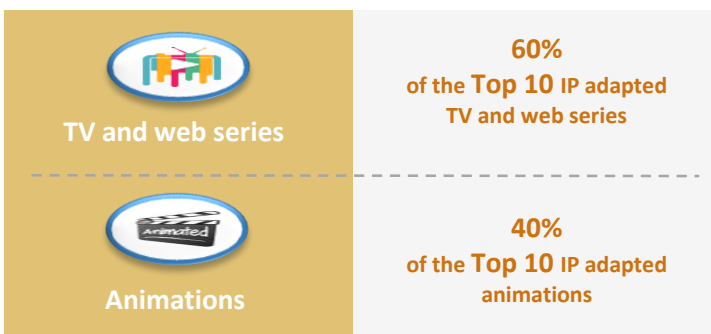 60%
of the Top 10 IP adapted
TV and web series
TV and web series
Animated
40%
of the Top 10 IP adapted
animations
Animations